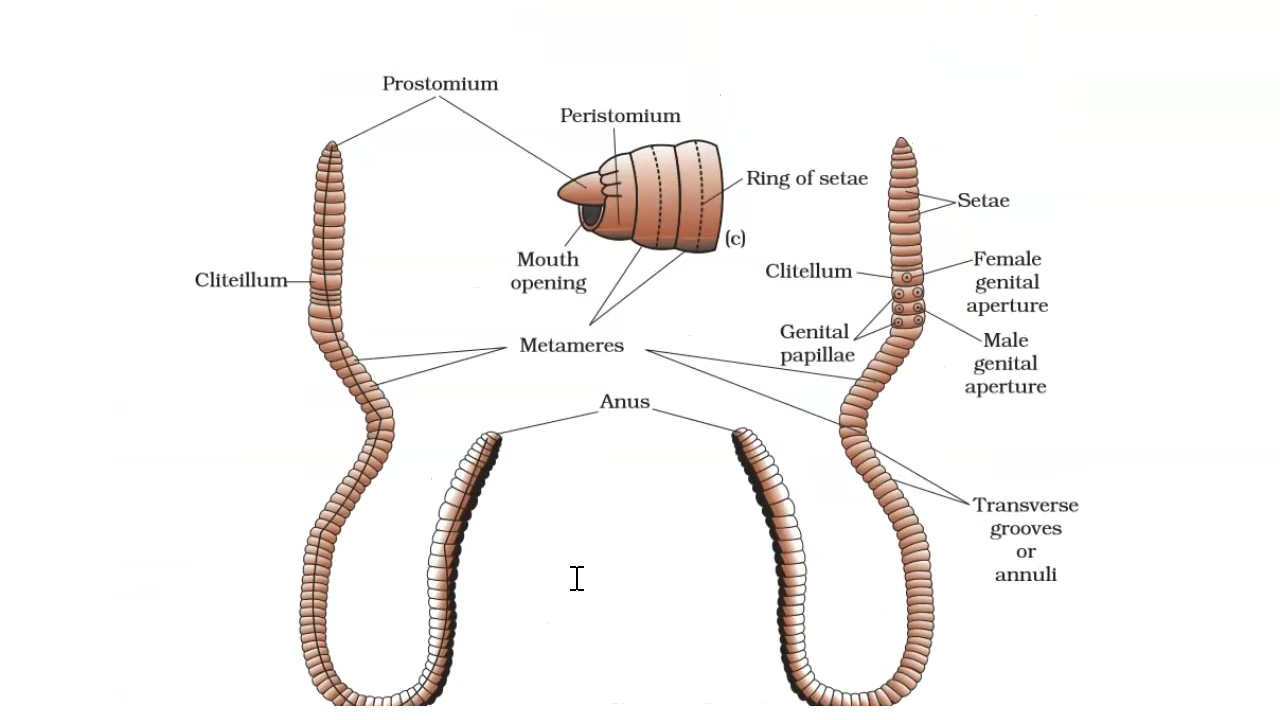 Prostomium
Peristomium
Ring of setae
Setae
(c)
Mouth
opening
Cliteillum
Clitellum
Female
genital
aperture
Genital
papillae
Male
genital
aperture
Metameres
Anus
Transverse
grooves
or
annuli